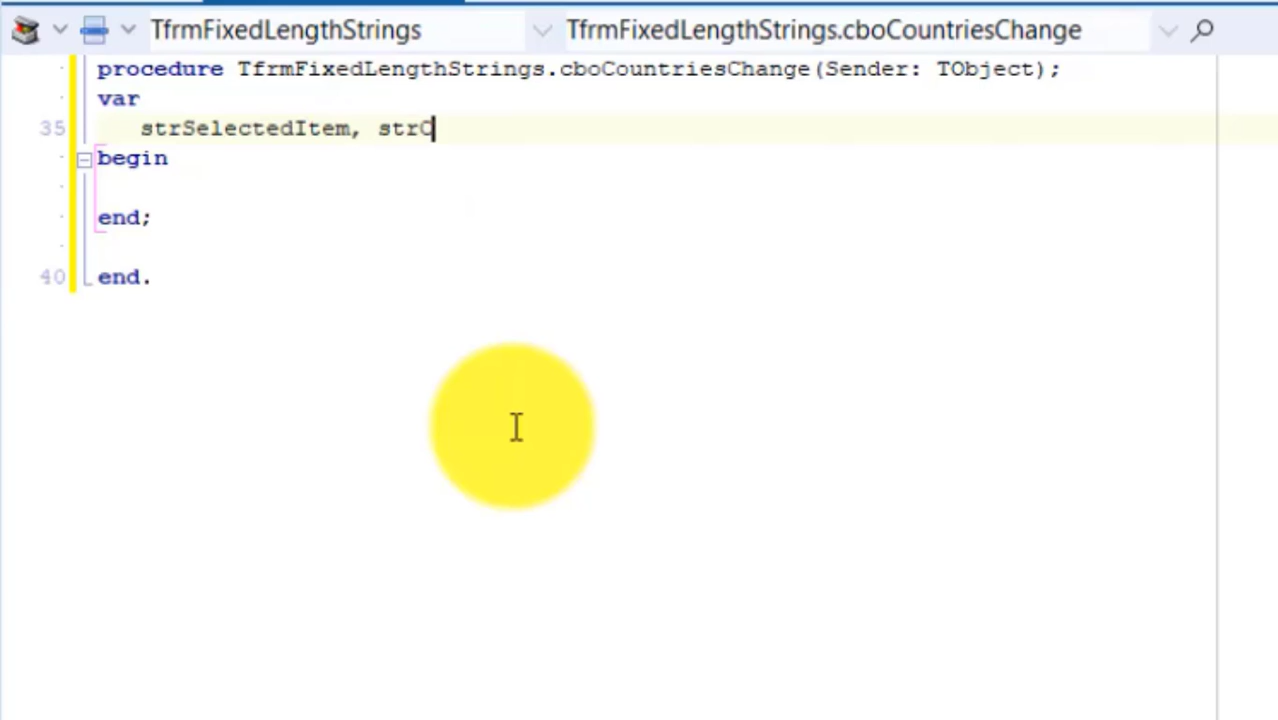 TfrmFixedLengthStrings TfrmFixedLengthStrings.cboCountriesChange
procedure TfrmFixedLengthStrings.cboCountriesChange(Sender: TObject);
var
35 strSelectedItem, strC
begin
end;
40 end.